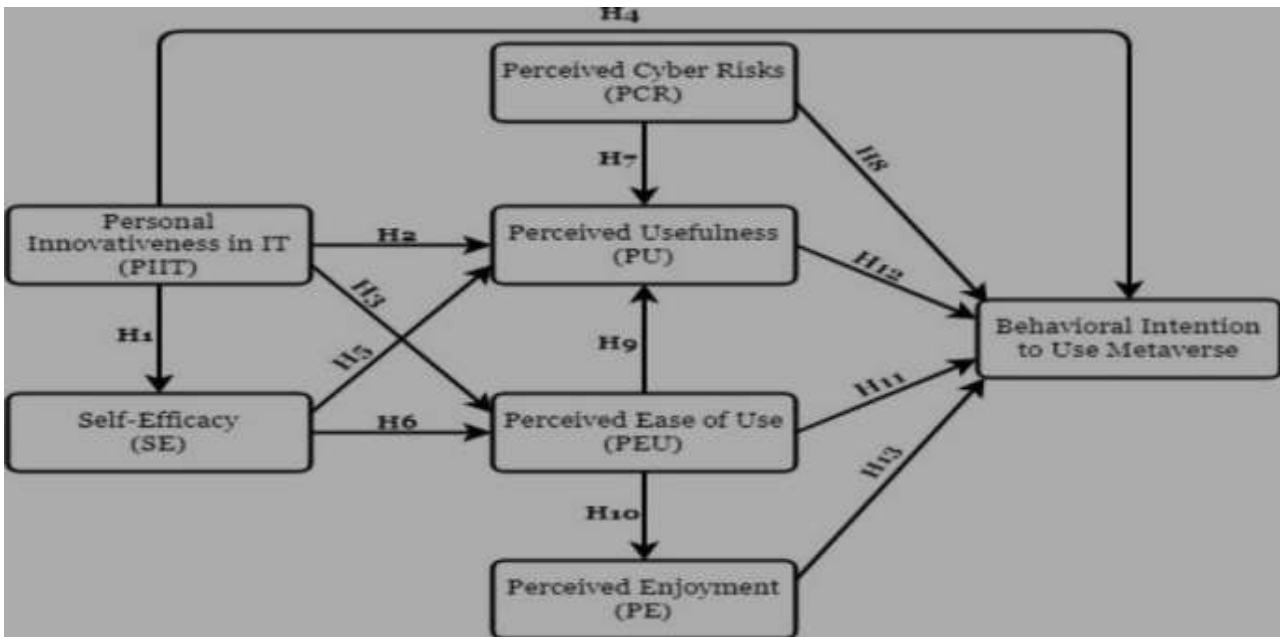 H4
Perceived Cyber Risks
(PCR)
H7
H8
Personal
Innovativeness in IT
(PIIT)
H2
Perceived Usefulness
(PU)
H12
H3
H1
H5
H9
Behavioral Intention
to Use Metaverse
H11
Self-Efficacy
(SE)
H6
Perceived Ease of Use
(PEU)
H13
H10
Perceived Enjoyment
(PE)